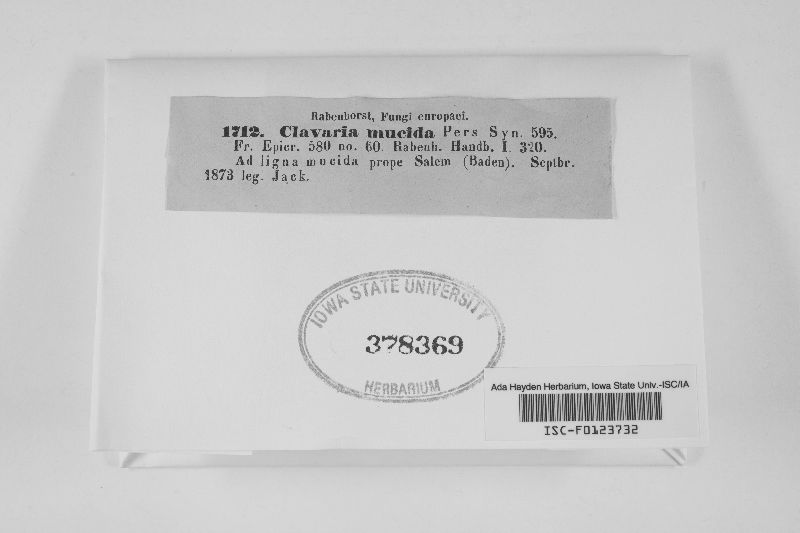 Rabenhorst, Fungi europaei.
1712. Clavaria mucida Pers Syn. 595.
Fr. Epicr. 580 no. 60. Rabenh. Handb. I. 320.
Ad ligna mucida prope Salem (Baden). Septbr.
1873 leg. Jack.
IOWA STATE UNIVERSITY
378369
HERBARIUM
Ada Hayden Herbarium, Iowa State Univ.-ISC/IA
ISC-F0123732